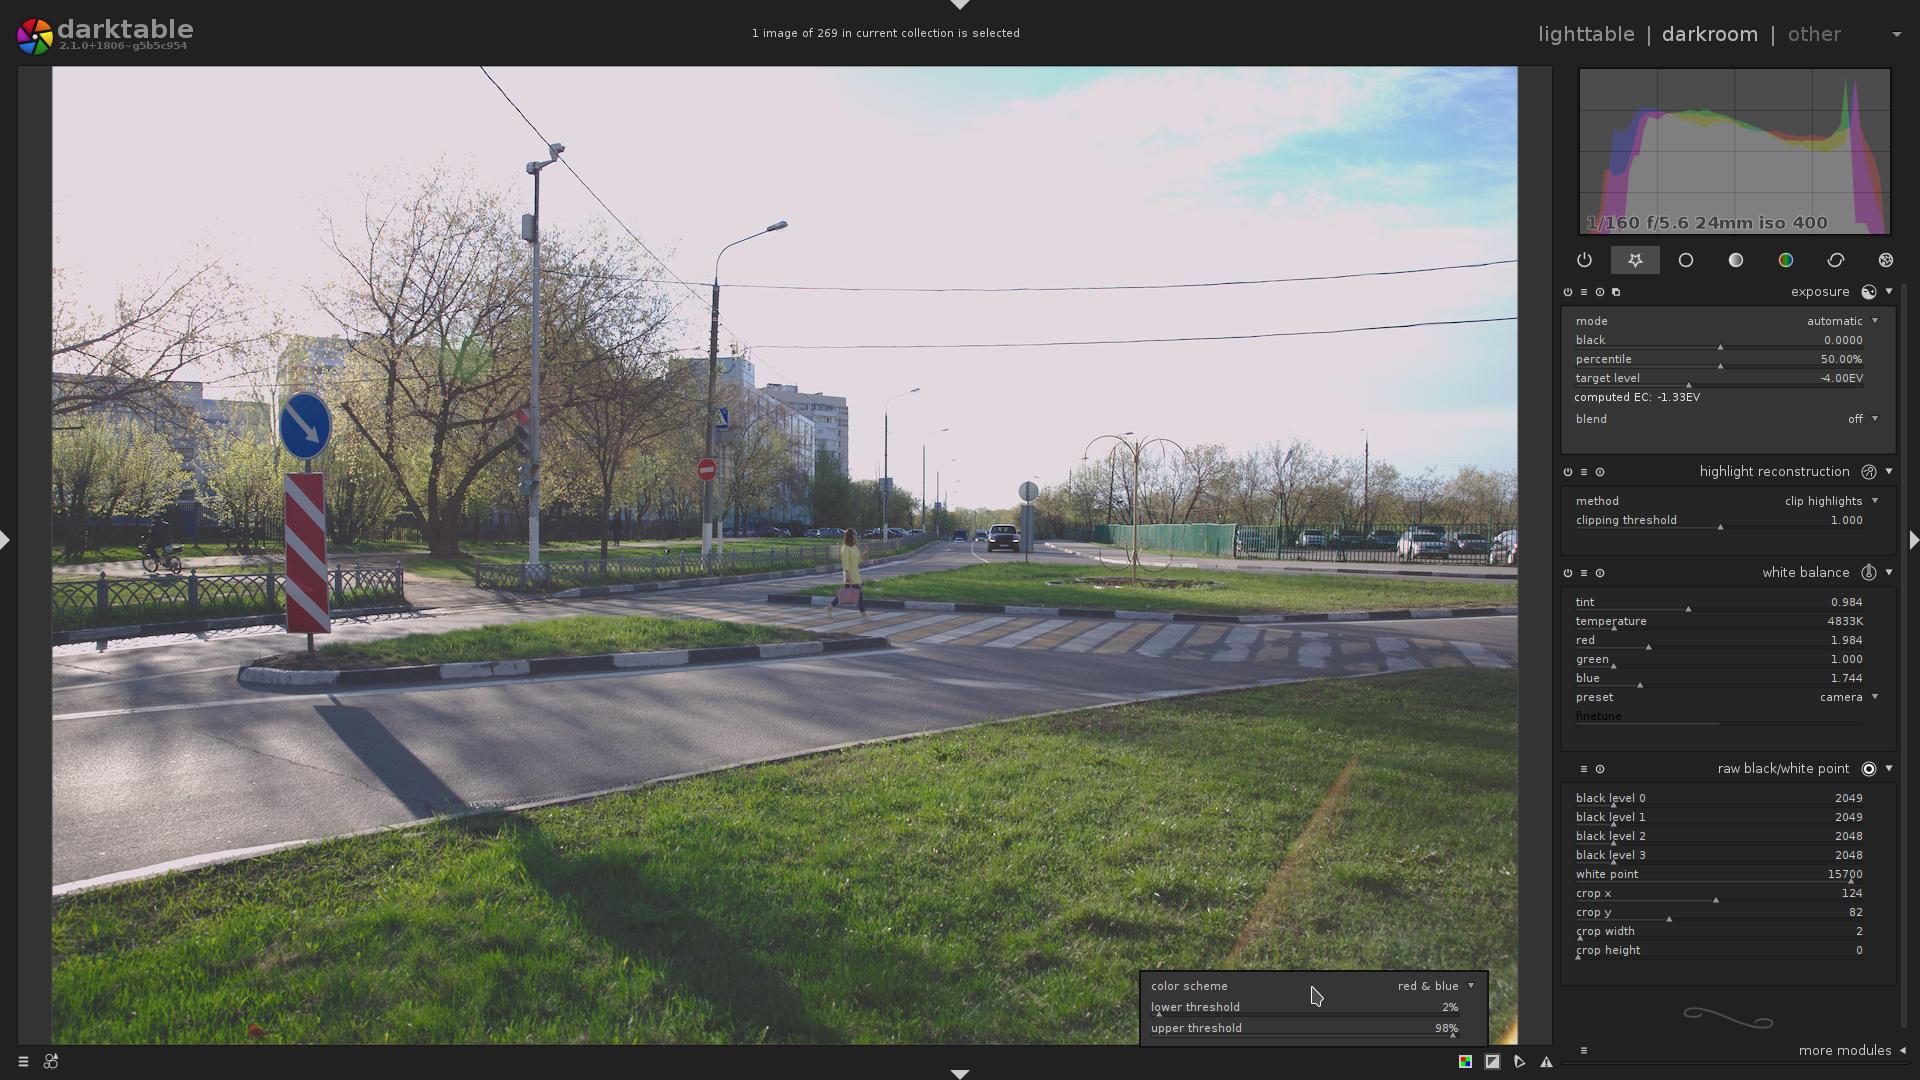 darktable
2.1.0+1806~g5b5c954
1 image of 269 in current collection is selected
lighttable | darkroom | other
1/160 f/5.6 24mm iso 400
exposure
mode automatic
black 0.0000
percentile 50.00%
target level -4.00EV
computed EC: -1.33EV
blend off
highlight reconstruction
method clip highlights
clipping threshold 1.000
white balance
tint 0.984
temperature 4833K
red 1.984
green 1.000
blue 1.744
preset camera
finetune
raw black/white point
black level 0 2049
black level 1 2049
black level 2 2048
black level 3 2048
white point 15700
crop x 124
crop y 82
crop width 2
crop height 0
color scheme red & blue
lower threshold 2%
upper threshold 98%
more modules